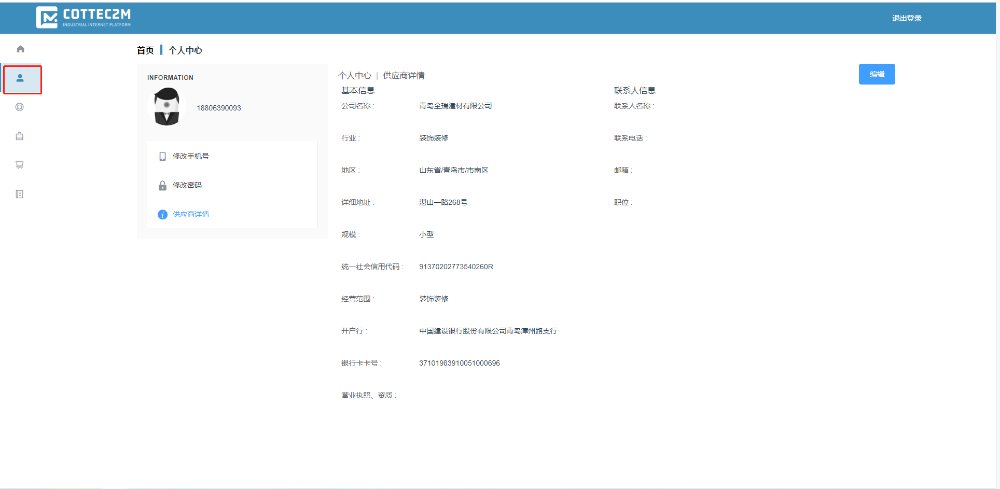 COTTEC2M
INDUSTRIAL INTERNET PLATFORM
退出登录
首页 个人中心
INFORMATION
18806390093
修改手机号
修改密码
供应商详情
个人中心 | 供应商详情
编辑
基本信息
公司名称 : 青岛全瑞建材有限公司
行业 : 装饰装修
地区 : 山东省/青岛市/市南区
详细地址 : 湛山一路268号
规模 : 小型
统一社会信用代码 : 91370202773540260R
经营范围 : 装饰装修
开户行 : 中国建设银行股份有限公司青岛漳州路支行
银行卡卡号 : 37101983910051000696
营业执照、资质 :
联系人信息
联系人名称 :
联系电话 :
邮箱 :
职位 :